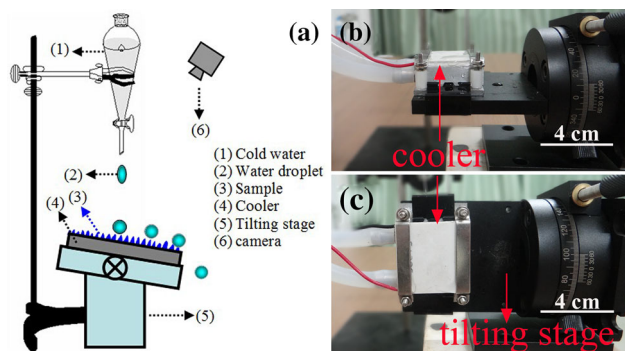 (a)
(1)
(6)
(2)
(3)
(4)
(5)
(1) Cold water
(2) Water droplet
(3) Sample
(4) Cooler
(5) Tilting stage
(6) camera
(b)
cooler
4 cm
(c)
4 cm
tilting stage